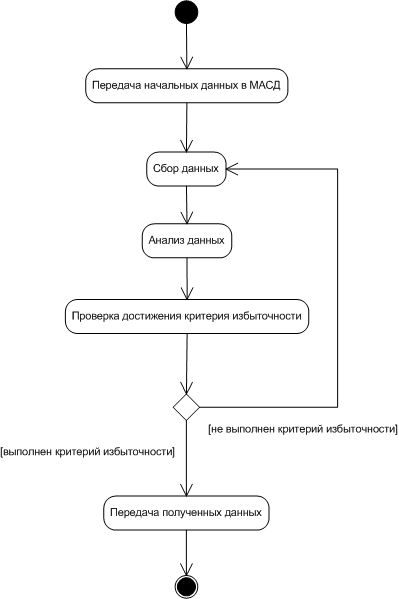 Передача начальных данных в МАСД
Сбор данных
Анализ данных
Проверка достижения критерия избыточности
[не выполнен критерий избыточности]
[выполнен критерий избыточности]
Передача полученных данных